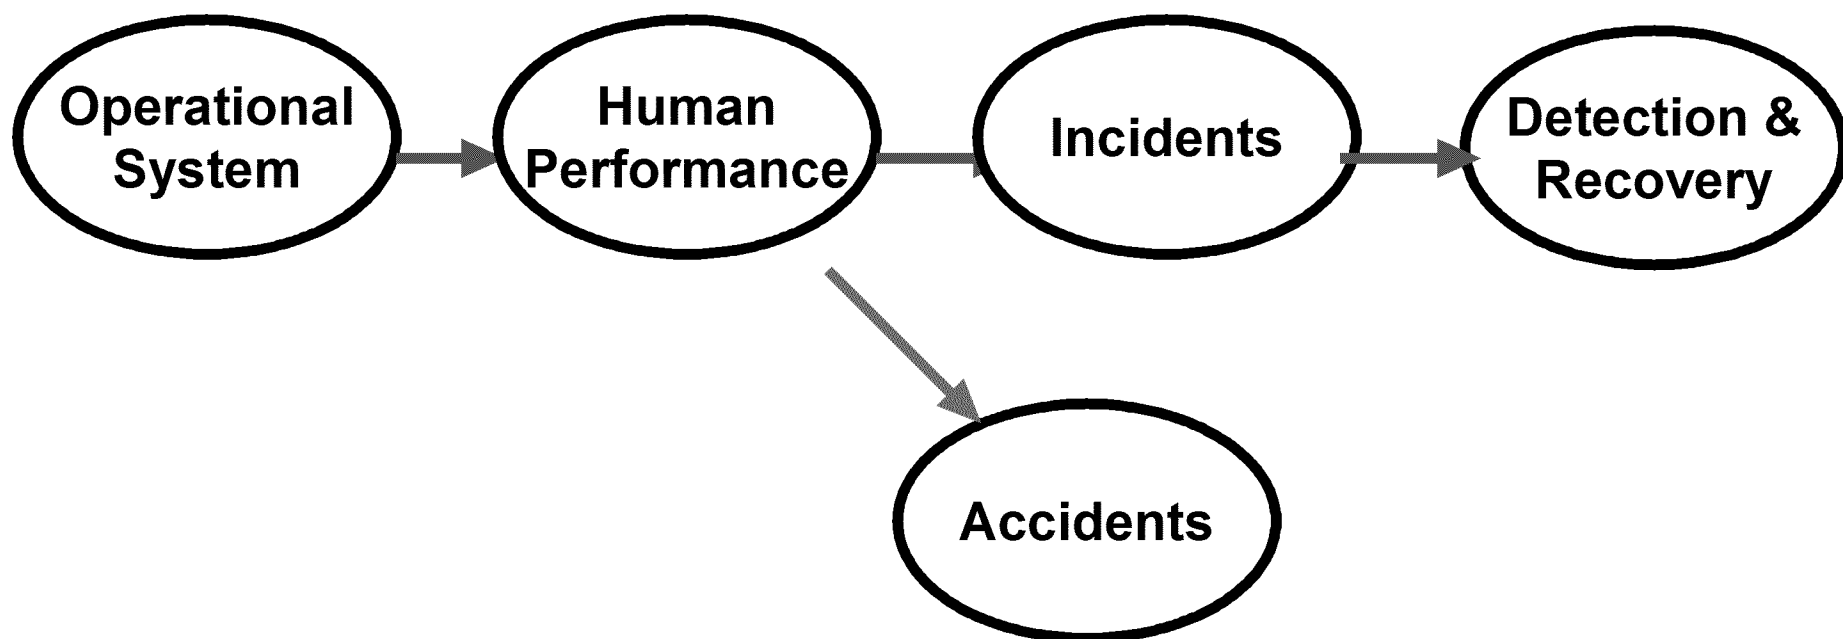 Operational
System
Human
Performance
Incidents
Detection &
Recovery
Accidents